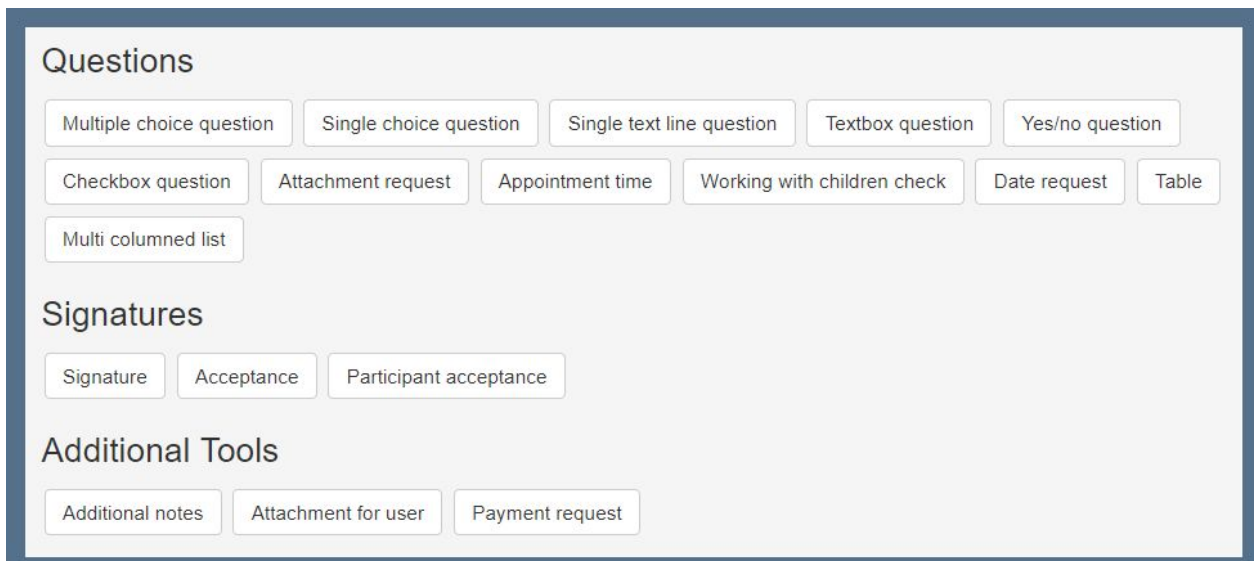 Questions
Multiple choice question Single choice question Single text line question Textbox question Yes/no question
Checkbox question Attachment request Appointment time Working with children check Date request Table
Multi columned list
Signatures
Signature Acceptance Participant acceptance
Additional Tools
Additional notes Attachment for user Payment request